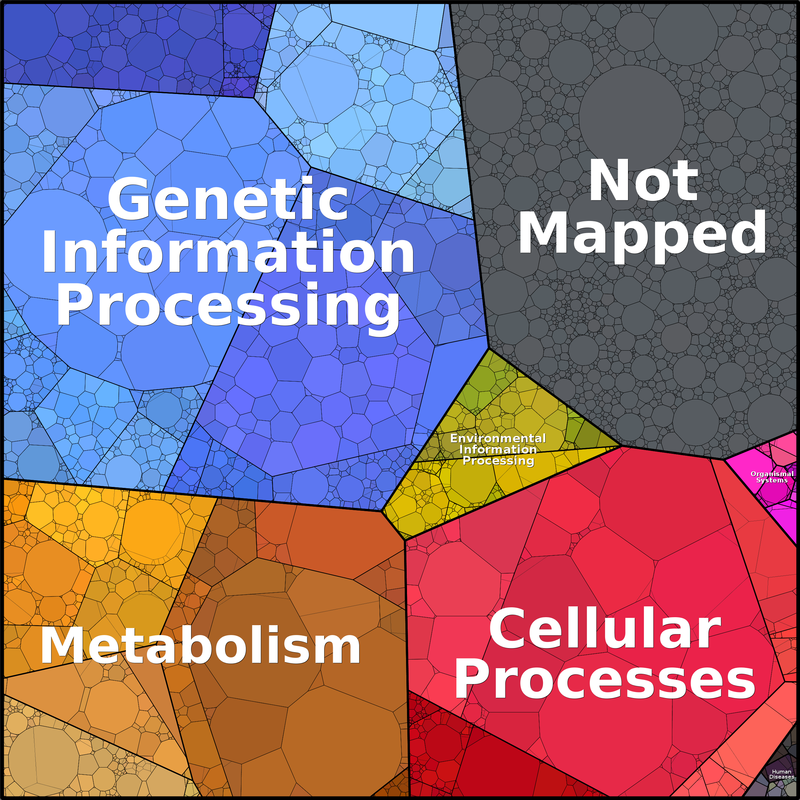 Genetic
Information
Processing
Not
Mapped
Environmental
Information
Processing
Organismal
Systems
Metabolism
Cellular
Processes
Human
Diseases